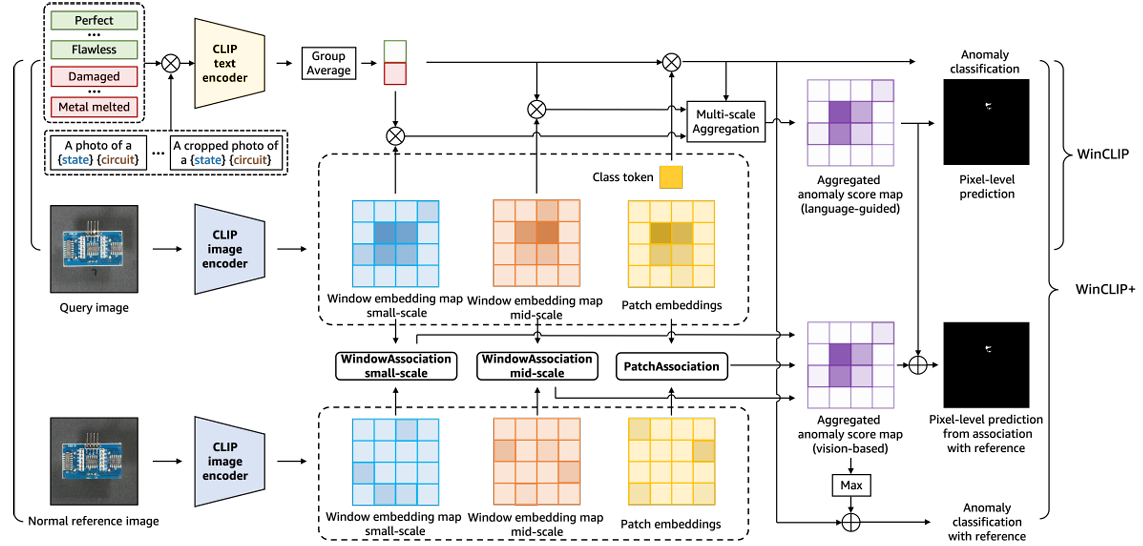 Perfect
...
Flawless
Damaged
...
Metal melted
CLIP
text
encoder
Group
Average
A photo of a
{state} {circuit}
...
A cropped photo of
a {state} {circuit}
Multi-scale
Aggregation
Anomaly
classification
Class token
Aggregated
anomaly score map
(language-guided)
Pixel-level
prediction
WinCLIP
CLIP
image
encoder
Query image
Window embedding map
small-scale
Window embedding map
mid-scale
Patch embeddings
WinCLIP+
WindowAssociation
small-scale
WindowAssociation
mid-scale
PatchAssociation
Aggregated
anomaly score map
(vision-based)
Pixel-level prediction
from association
with reference
CLIP
image
encoder
Normal reference image
Window embedding map
small-scale
Window embedding map
mid-scale
Patch embeddings
Max
Anomaly
classification
with reference